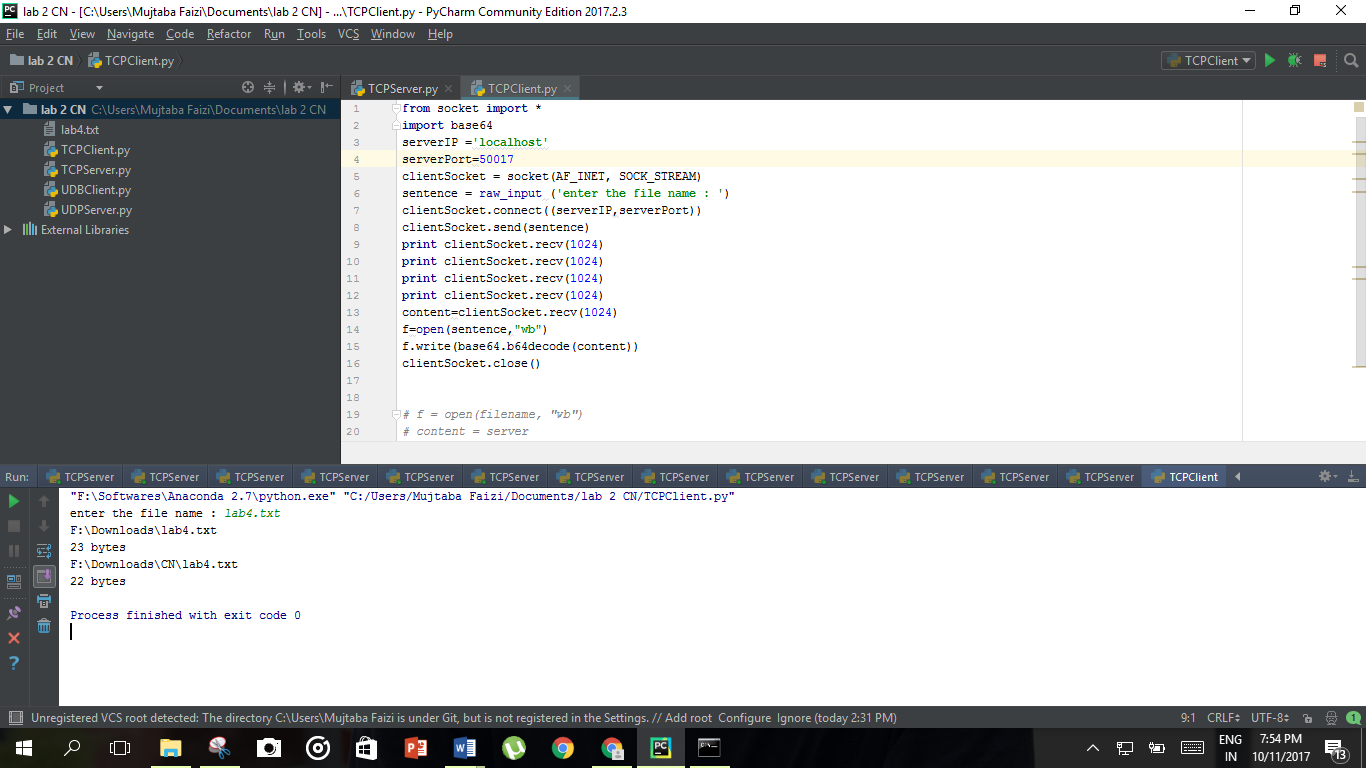 lab 2 CN - [C:\Users\Mujtaba Faizi\Documents\lab 2 CN] - ...\TCPClient.py - PyCharm Community Edition 2017.2.3
File Edit View Navigate Code Refactor Run Tools VCS Window Help
lab 2 CN TCPClient.py
TCPClient
Project
TCPServer.py TCPClient.py
lab 2 CN C:\Users\Mujtaba Faizi\Documents\lab 2 CN
lab4.txt
TCPClient.py
TCPServer.py
UDBClient.py
UDPServer.py
External Libraries
1 from socket import *
2 import base64
3 serverIP ='localhost'
4 serverPort=50017
5 clientSocket = socket(AF_INET, SOCK_STREAM)
6 sentence = raw_input ('enter the file name : ')
7 clientSocket.connect((serverIP,serverPort))
8 clientSocket.send(sentence)
9 print clientSocket.recv(1024)
10 print clientSocket.recv(1024)
11 print clientSocket.recv(1024)
12 print clientSocket.recv(1024)
13 content=clientSocket.recv(1024)
14 f=open(sentence,"wb")
15 f.write(base64.b64decode(content))
16 clientSocket.close()
17
18
19 # f = open(filename, "wb")
20 # content = server
Run: TCPServer TCPServer TCPServer TCPServer TCPServer TCPServer TCPServer TCPServer TCPServer TCPServer TCPServer TCPServer TCPServer TCPClient
"F:\Softwares\Anaconda 2.7\python.exe" "C:/Users/Mujtaba Faizi/Documents/lab 2 CN/TCPClient.py"
enter the file name : lab4.txt
F:\Downloads\lab4.txt
23 bytes
F:\Downloads\CN\lab4.txt
22 bytes
Process finished with exit code 0
Unregistered VCS root detected: The directory C:\Users\Mujtaba Faizi is under Git, but is not registered in the Settings. // Add root Configure Ignore (today 2:31 PM)
9:1 CRLF UTF-8 1
ENG 7:54 PM
IN 10/11/2017 13